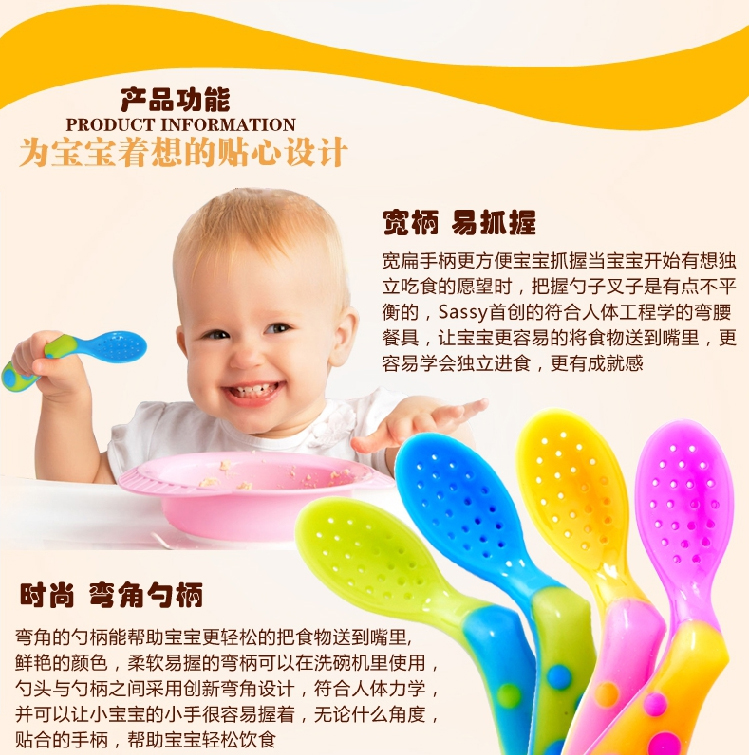 产品功能
PRODUCT INFORMATION
为宝宝着想的贴心设计
宽柄 易抓握
宽扁手柄更方便宝宝抓握当宝宝开始有想独
立吃食的愿望时，把握勺子叉子是有点不平
衡的，Sassy首创的符合人体工程学的弯腰
餐具，让宝宝更容易的将食物送到嘴里，更
容易学会独立进食，更有成就感
时尚 弯角勺柄
弯角的勺柄能帮助宝宝更轻松的把食物送到嘴里,
鲜艳的颜色，柔软易握的弯柄可以在洗碗机里使用，
勺头与勺柄之间采用创新弯角设计，符合人体力学，
并可以让小宝宝的小手很容易握着，无论什么角度，
贴合的手柄，帮助宝宝轻松饮食